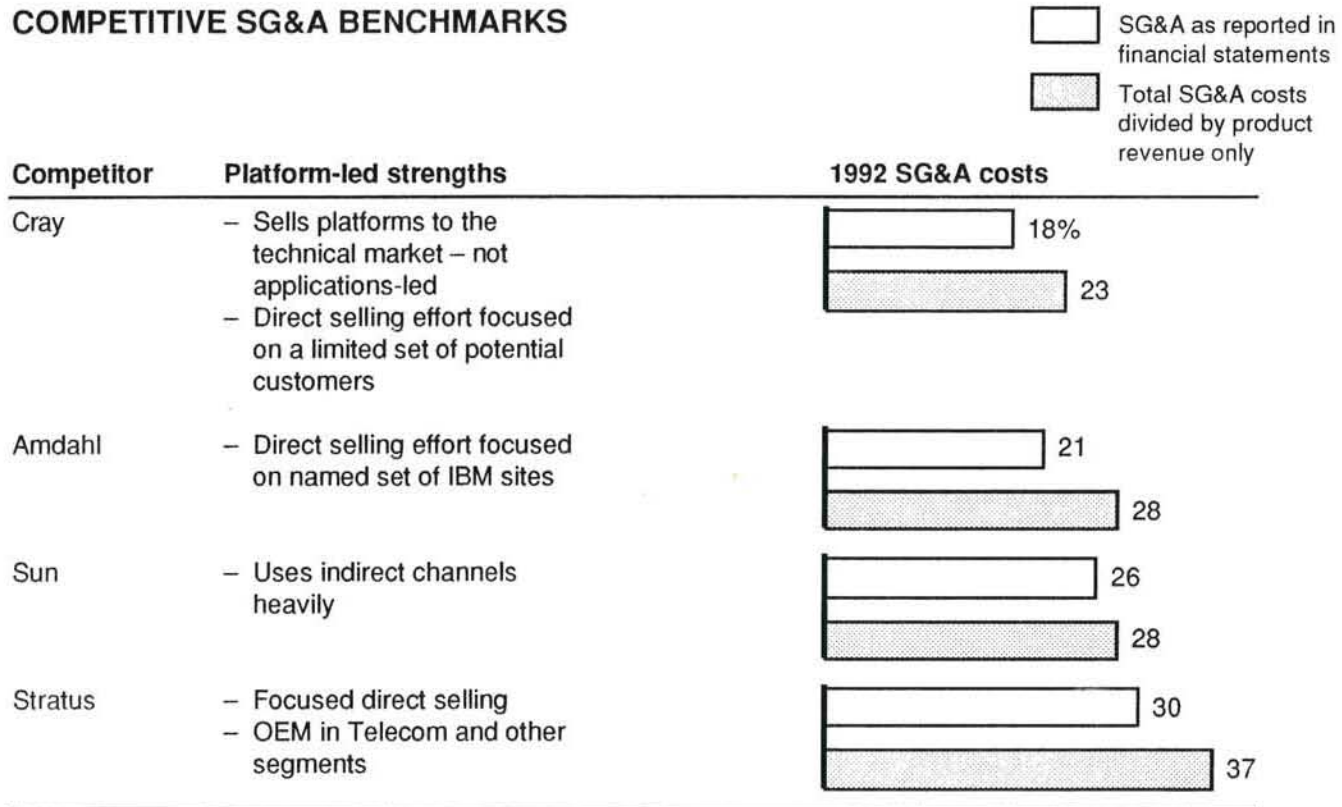 COMPETITIVE SG&A BENCHMARKS
SG&A as reported in
financial statements
Total SG&A costs
divided by product
revenue only
Competitor Platform-led strengths 1992 SG&A costs
Cray – Sells platforms to the 18%
technical market – not
applications-led 23
– Direct selling effort focused
on a limited set of potential
customers
Amdahl – Direct selling effort focused 21
on named set of IBM sites
28
Sun – Uses indirect channels 26
heavily
28
Stratus – Focused direct selling 30
– OEM in Telecom and other
segments 37